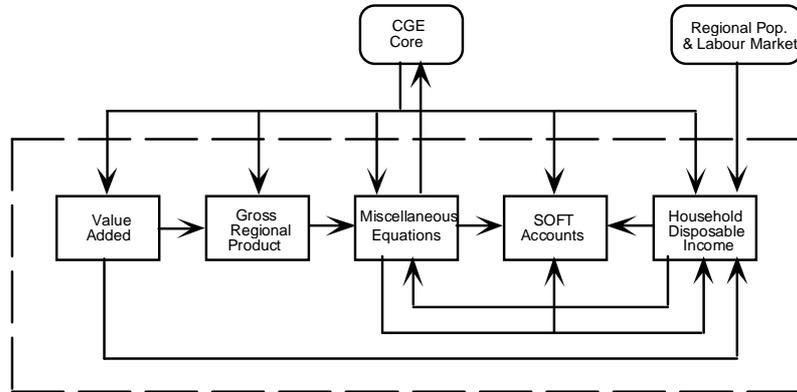 CGE
Core
Regional Pop.
& Labour Market
Value
Added
Gross
Regional
Product
Miscellaneous
Equations
SOFT
Accounts
Household
Disposable
Income